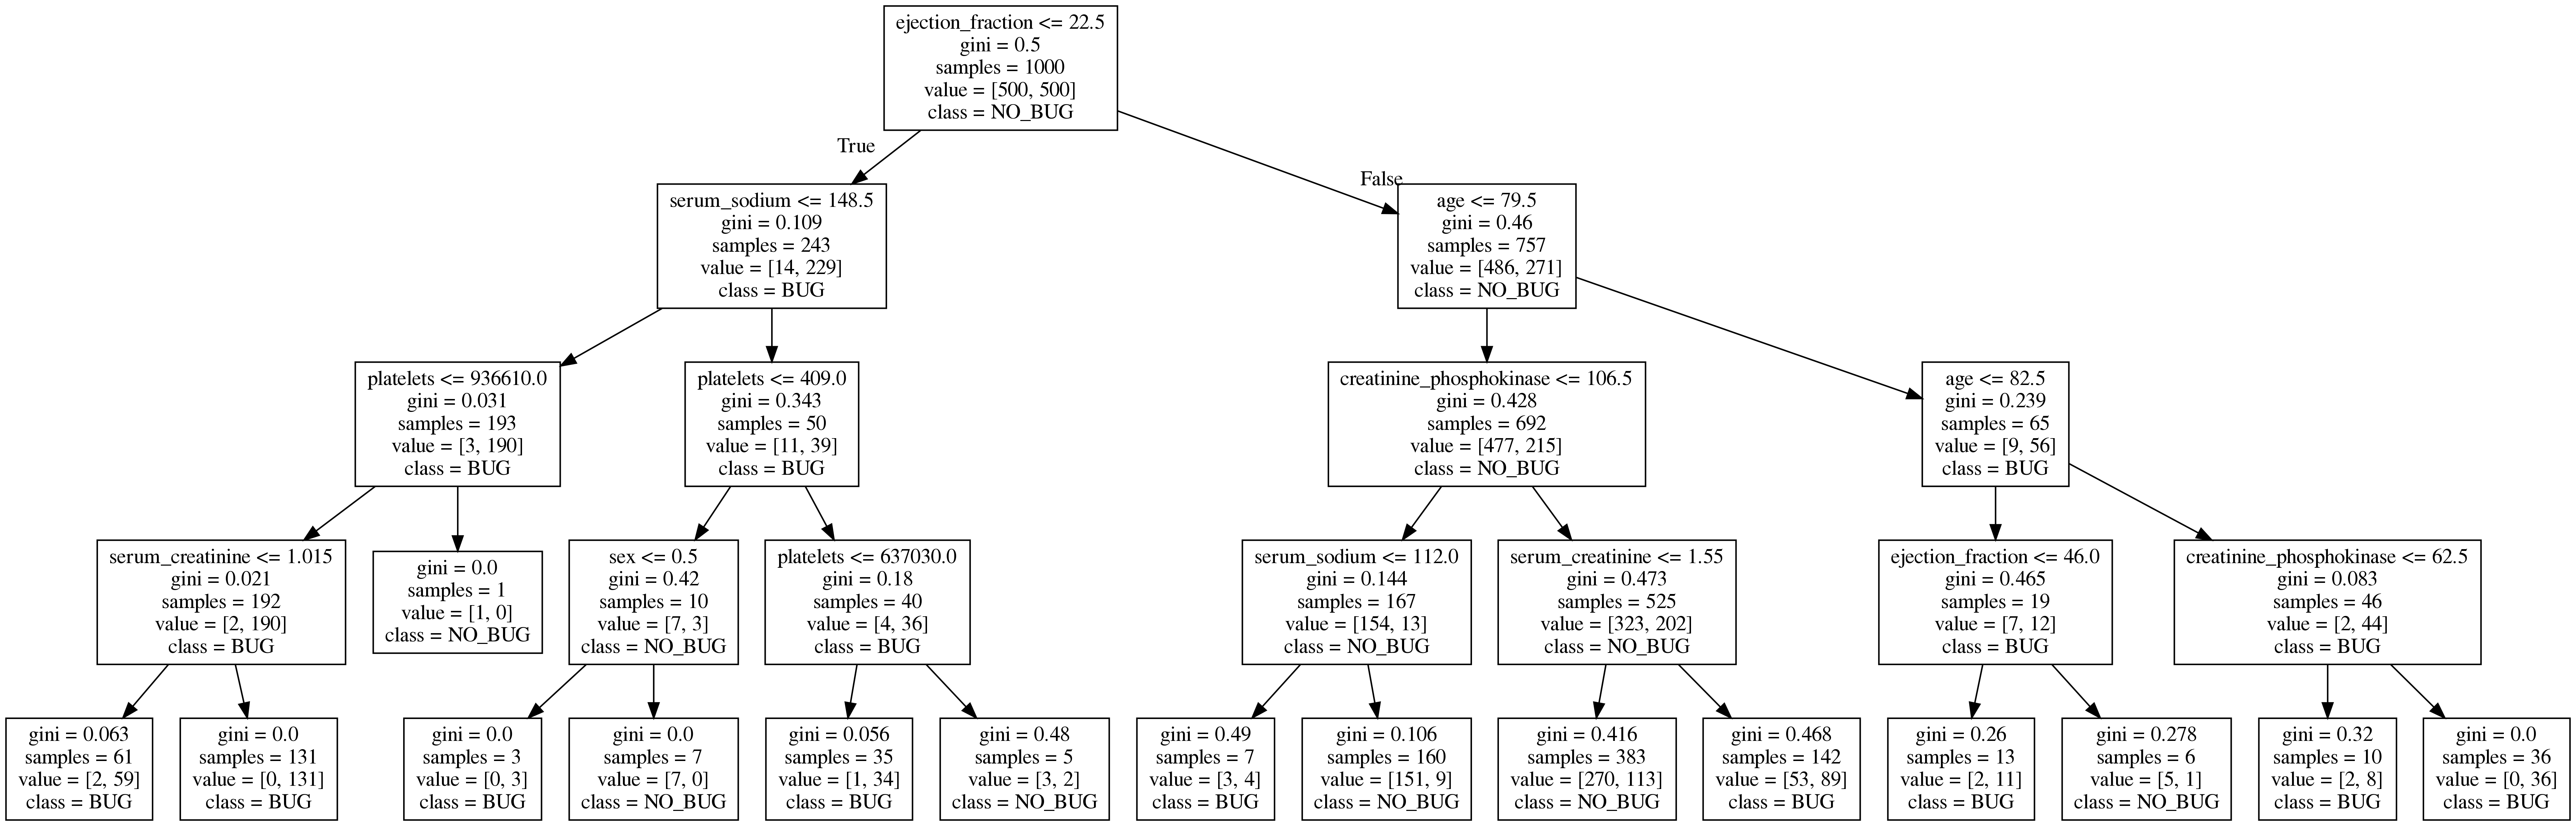 ejection_fraction <= 22.5
gini = 0.5
samples = 1000
value = [500, 500]
class = NO_BUG
True
False
serum_sodium <= 148.5
gini = 0.109
samples = 243
value = [14, 229]
class = BUG
age <= 79.5
gini = 0.46
samples = 757
value = [486, 271]
class = NO_BUG
platelets <= 936610.0
gini = 0.031
samples = 193
value = [3, 190]
class = BUG
platelets <= 409.0
gini = 0.343
samples = 50
value = [11, 39]
class = BUG
creatinine_phosphokinase <= 106.5
gini = 0.428
samples = 692
value = [477, 215]
class = NO_BUG
age <= 82.5
gini = 0.239
samples = 65
value = [9, 56]
class = BUG
serum_creatinine <= 1.015
gini = 0.021
samples = 192
value = [2, 190]
class = BUG
gini = 0.0
samples = 1
value = [1, 0]
class = NO_BUG
sex <= 0.5
gini = 0.42
samples = 10
value = [7, 3]
class = NO_BUG
platelets <= 637030.0
gini = 0.18
samples = 40
value = [4, 36]
class = BUG
serum_sodium <= 112.0
gini = 0.144
samples = 167
value = [154, 13]
class = NO_BUG
serum_creatinine <= 1.55
gini = 0.473
samples = 525
value = [323, 202]
class = NO_BUG
ejection_fraction <= 46.0
gini = 0.465
samples = 19
value = [7, 12]
class = BUG
creatinine_phosphokinase <= 62.5
gini = 0.083
samples = 46
value = [2, 44]
class = BUG
gini = 0.063
samples = 61
value = [2, 59]
class = BUG
gini = 0.0
samples = 131
value = [0, 131]
class = BUG
gini = 0.0
samples = 3
value = [0, 3]
class = BUG
gini = 0.0
samples = 7
value = [7, 0]
class = NO_BUG
gini = 0.056
samples = 35
value = [1, 34]
class = BUG
gini = 0.48
samples = 5
value = [3, 2]
class = NO_BUG
gini = 0.49
samples = 7
value = [3, 4]
class = BUG
gini = 0.106
samples = 160
value = [151, 9]
class = NO_BUG
gini = 0.416
samples = 383
value = [270, 113]
class = NO_BUG
gini = 0.468
samples = 142
value = [53, 89]
class = BUG
gini = 0.26
samples = 13
value = [2, 11]
class = BUG
gini = 0.278
samples = 6
value = [5, 1]
class = NO_BUG
gini = 0.32
samples = 10
value = [2, 8]
class = BUG
gini = 0.0
samples = 36
value = [0, 36]
class = BUG